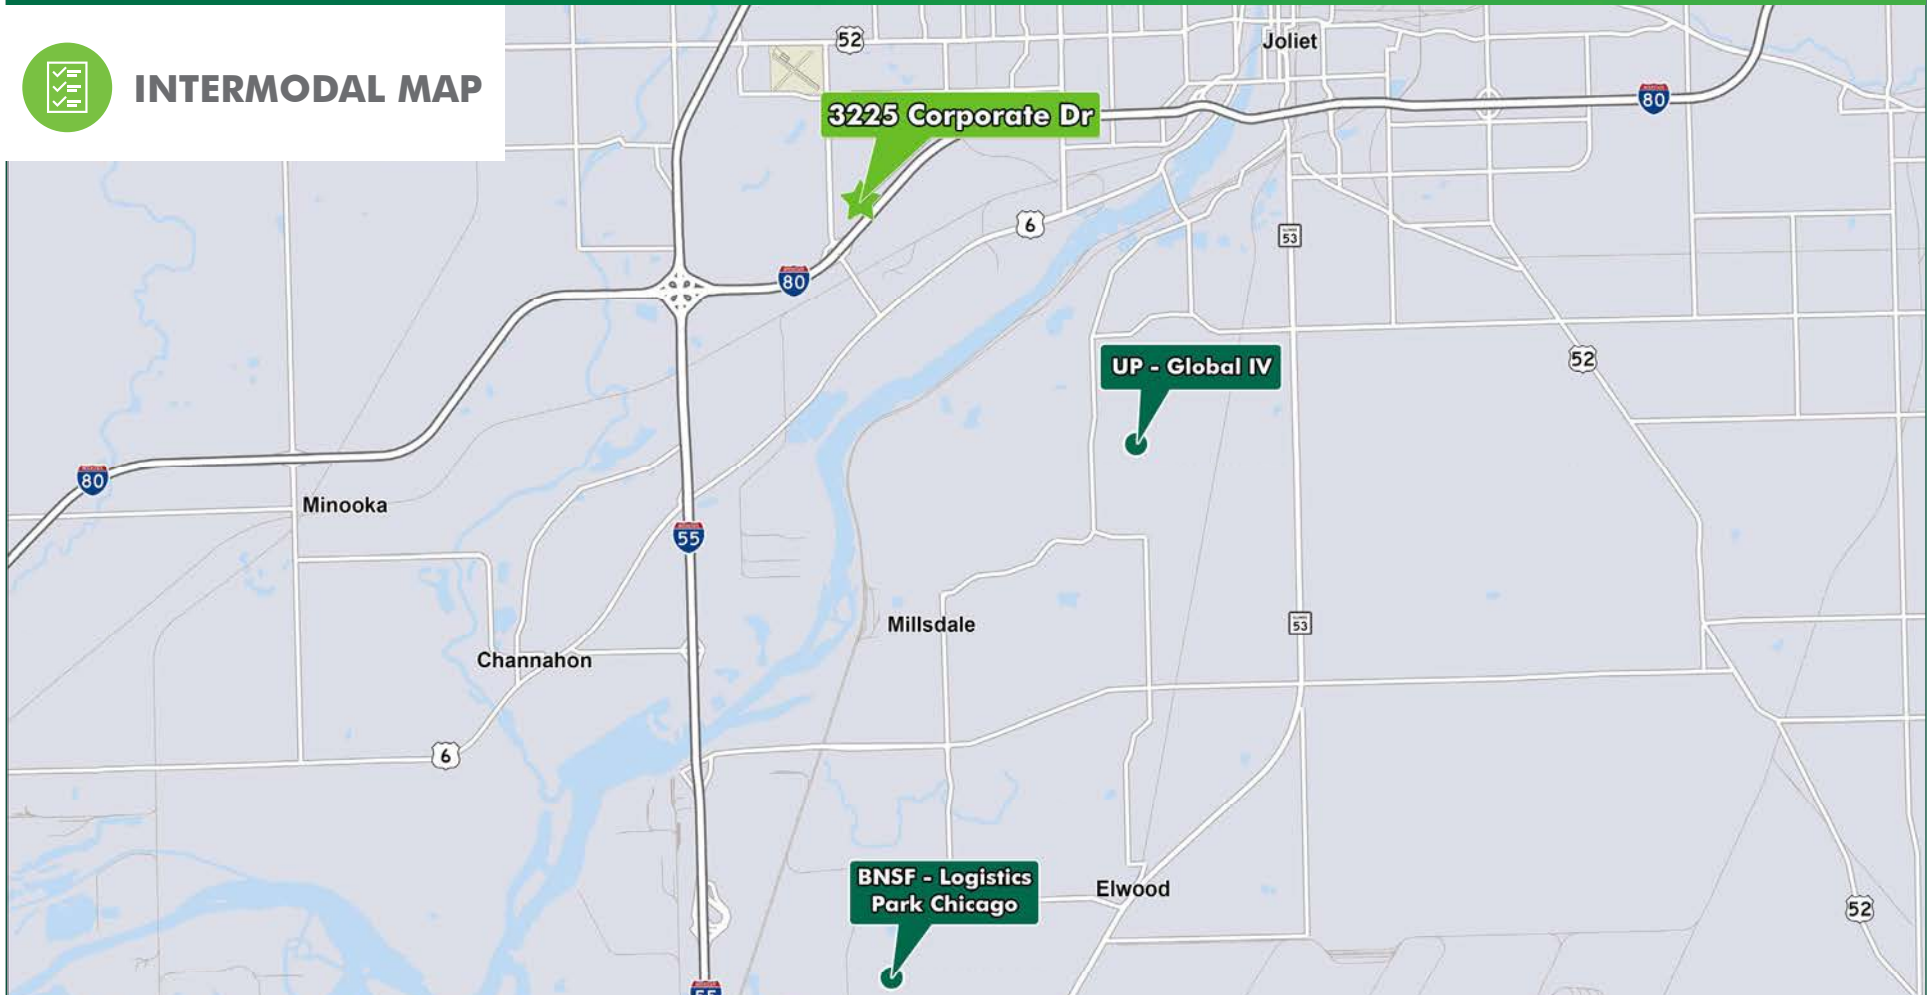 INTERMODAL MAP
52
Joliet
80
3225 Corporate Dr
6
53
80
UP - Global IV
52
80
Minooka
55
Millsdale
53
Channahon
6
BNSF - Logistics
Park Chicago
Elwood
52
55